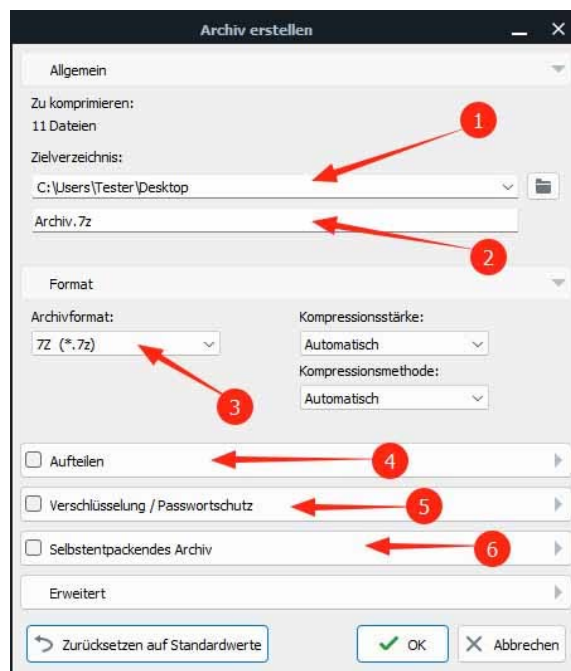 Archiv erstellen
Allgemein
Zu komprimieren:
11 Dateien
1
Zielverzeichnis:
C:\Users\Tester\Desktop
Archiv.7z
2
Format
Archivformat:
Kompressionsstärke:
7Z (*.7z)
Automatisch
Kompressionsmethode:
3
Automatisch
Aufteilen
4
Verschlüsselung / Passwortschutz
5
Selbstentpackendes Archiv
6
Erweitert
Zurücksetzen auf Standardwerte
OK
Abbrechen